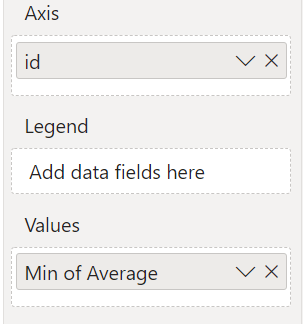 Axis
id
Legend
Add data fields here
Values
Min of Average